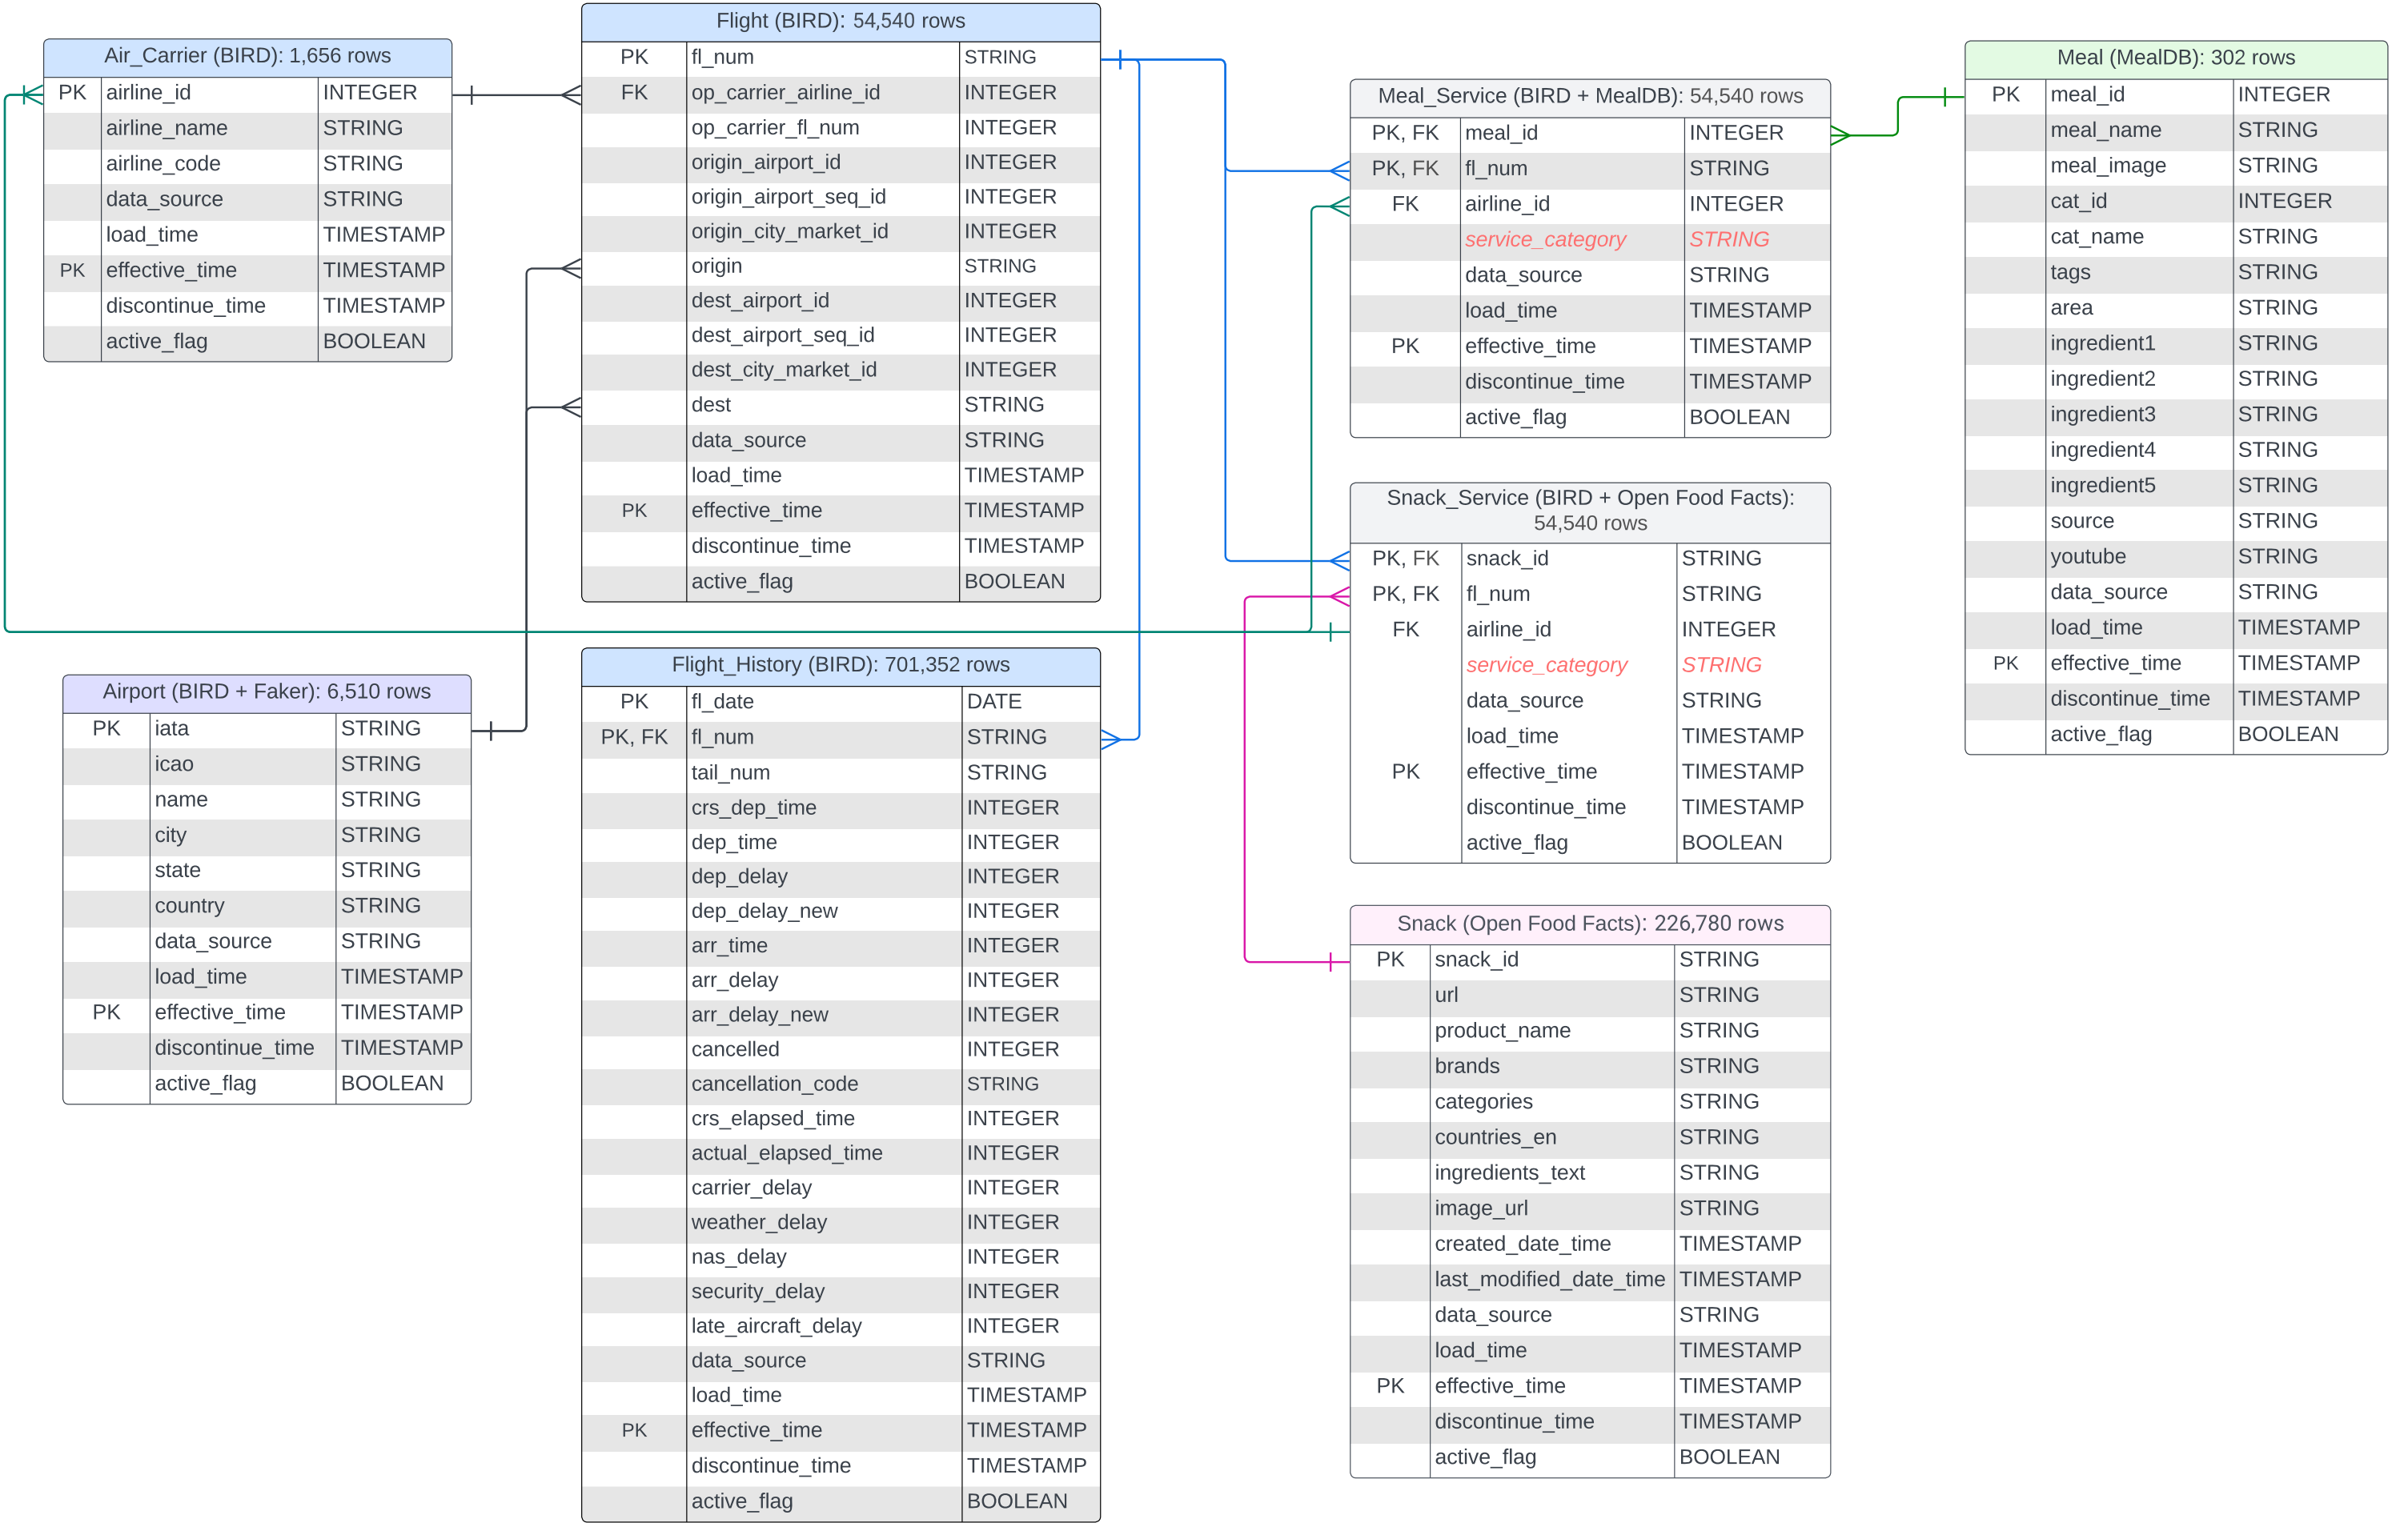 Air_Carrier (BIRD): 1,656 rows
PK airline_id INTEGER
airline_name STRING
airline_code STRING
data_source STRING
load_time TIMESTAMP
PK effective_time TIMESTAMP
discontinue_time TIMESTAMP
active_flag BOOLEAN
Airport (BIRD + Faker): 6,510 rows
PK iata STRING
icao STRING
name STRING
city STRING
state STRING
country STRING
data_source STRING
load_time TIMESTAMP
PK effective_time TIMESTAMP
discontinue_time TIMESTAMP
active_flag BOOLEAN
Flight (BIRD): 54,540 rows
PK fl_num STRING
FK op_carrier_airline_id INTEGER
op_carrier_fl_num INTEGER
origin_airport_id INTEGER
origin_airport_seq_id INTEGER
origin_city_market_id INTEGER
origin STRING
dest_airport_id INTEGER
dest_airport_seq_id INTEGER
dest_city_market_id INTEGER
dest STRING
data_source STRING
load_time TIMESTAMP
PK effective_time TIMESTAMP
discontinue_time TIMESTAMP
active_flag BOOLEAN
Flight_History (BIRD): 701,352 rows
PK fl_date DATE
PK, FK fl_num STRING
tail_num STRING
crs_dep_time INTEGER
dep_time INTEGER
dep_delay INTEGER
dep_delay_new INTEGER
arr_time INTEGER
arr_delay INTEGER
arr_delay_new INTEGER
cancelled INTEGER
cancellation_code STRING
crs_elapsed_time INTEGER
actual_elapsed_time INTEGER
carrier_delay INTEGER
weather_delay INTEGER
nas_delay INTEGER
security_delay INTEGER
late_aircraft_delay INTEGER
data_source STRING
load_time TIMESTAMP
PK effective_time TIMESTAMP
discontinue_time TIMESTAMP
active_flag BOOLEAN
Meal_Service (BIRD + MealDB): 54,540 rows
PK, FK meal_id INTEGER
PK, FK fl_num STRING
FK airline_id INTEGER
service_category STRING
data_source STRING
load_time TIMESTAMP
PK effective_time TIMESTAMP
discontinue_time TIMESTAMP
active_flag BOOLEAN
Snack_Service (BIRD + Open Food Facts):
54,540 rows
PK, FK snack_id STRING
PK, FK fl_num STRING
FK airline_id INTEGER
service_category STRING
data_source STRING
load_time TIMESTAMP
PK effective_time TIMESTAMP
discontinue_time TIMESTAMP
active_flag BOOLEAN
Snack (Open Food Facts): 226,780 rows
PK snack_id STRING
url STRING
product_name STRING
brands STRING
categories STRING
countries_en STRING
ingredients_text STRING
image_url STRING
created_date_time TIMESTAMP
last_modified_date_time TIMESTAMP
data_source STRING
load_time TIMESTAMP
PK effective_time TIMESTAMP
discontinue_time TIMESTAMP
active_flag BOOLEAN
Meal (MealDB): 302 rows
PK meal_id INTEGER
meal_name STRING
meal_image STRING
cat_id INTEGER
cat_name STRING
tags STRING
area STRING
ingredient1 STRING
ingredient2 STRING
ingredient3 STRING
ingredient4 STRING
ingredient5 STRING
source STRING
youtube STRING
data_source STRING
load_time TIMESTAMP
PK effective_time TIMESTAMP
discontinue_time TIMESTAMP
active_flag BOOLEAN